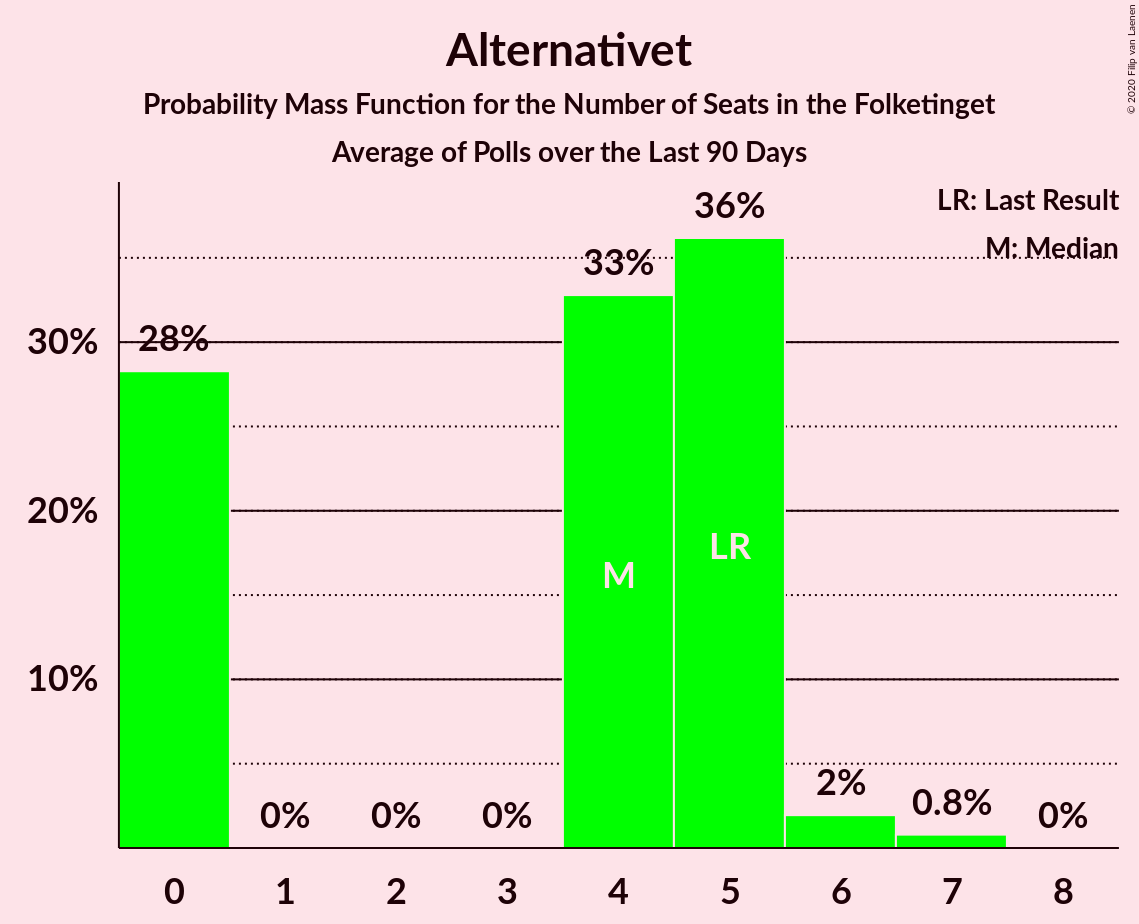 Alternativet
Probability Mass Function for the Number of Seats in the Folketinget
Average of Polls over the Last 90 Days
© 2020 Filip van Laenen
LR: Last Result
M: Median
36%
33%
28%
30%
20%
10%
LR
M
0%
0%
0%
2%
0.8%
0%
0 1 2 3 4 5 6 7 8